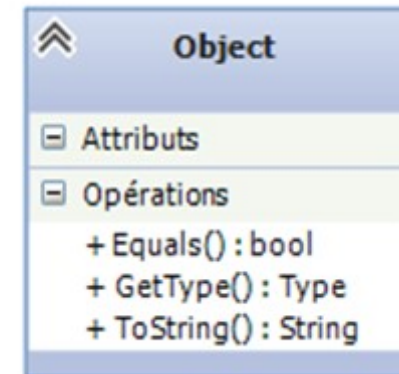 Object
Attributs
Opérations
+ Equals() : bool
+ GetType() : Type
+ ToString() : String